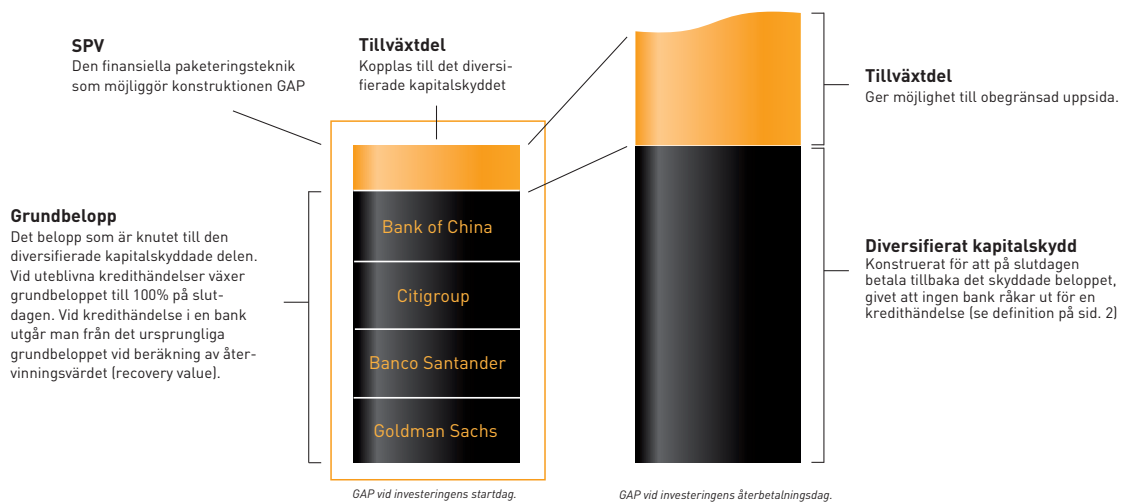 SPV
Den finansiella paketeringsteknik
som möjliggör konstruktionen GAP
Tillväxtdel
Kopplas till det diversi-
fierade kapitalskyddet
Grundbelopp
Det belopp som är knutet till den
diversifierade kapitalskyddade delen.
Vid uteblivna kredithändelser växer
grundbeloppet till 100% på slut-
dagen. Vid kredithändelse i en bank
utgår man från det ursprungliga
grundbeloppet vid beräkning av åter-
vinningsvärdet (recovery value).
Bank of China
Citigroup
Banco Santander
Goldman Sachs
GAP vid investeringens startdag.
Tillväxtdel
Ger möjlighet till obegränsad uppsida.
Diversifierat kapitalskydd
Konstruerat för att på slutdagen
betala tillbaka det skyddade beloppet,
givet att ingen bank råkar ut för en
kredithändelse (se definition på sid. 2)
GAP vid investeringens återbetalningsdag.